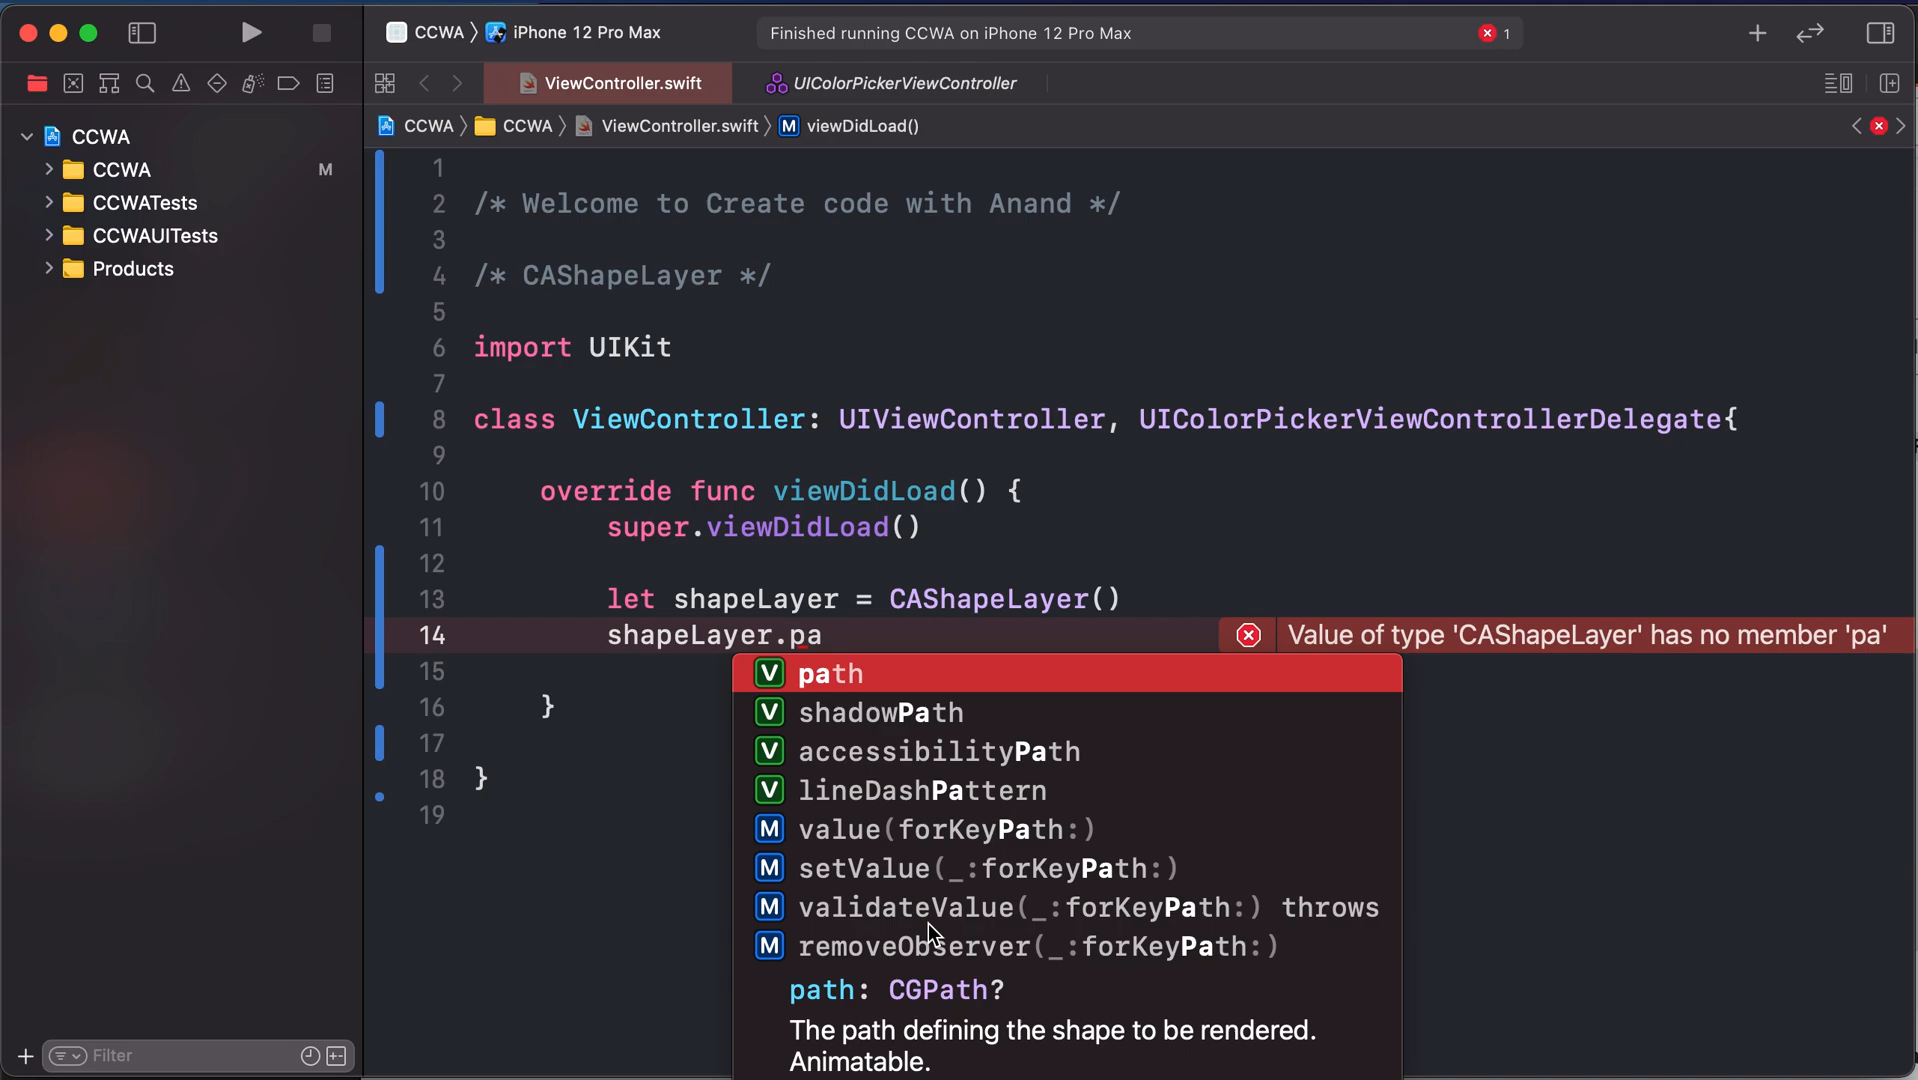 CCWA 〉 iPhone 12 Pro Max
Finished running CCWA on iPhone 12 Pro Max
1
ViewController.swift
UIColorPickerViewController
CCWA 〉 CCWA 〉 ViewController.swift 〉 M viewDidLoad()
CCWA
CCWA M
CCWATests
CCWAUITests
Products
1
2 /* Welcome to Create code with Anand */
3
4 /* CAShapeLayer */
5
6 import UIKit
7
8 class ViewController: UIViewController, UIColorPickerViewControllerDelegate{
9
10 override func viewDidLoad() {
11 super.viewDidLoad()
12
13 let shapeLayer = CAShapeLayer()
14 shapeLayer.pa Value of type 'CAShapeLayer' has no member 'pa'
15
16 }
17
18 }
19
V path
V shadowPath
V accessibilityPath
V lineDashPattern
M value(forKeyPath:)
M setValue(_:forKeyPath:)
M validateValue(_:forKeyPath:) throws
M removeObserver(_:forKeyPath:)
path: CGPath?
The path defining the shape to be rendered.
Animatable.
Filter